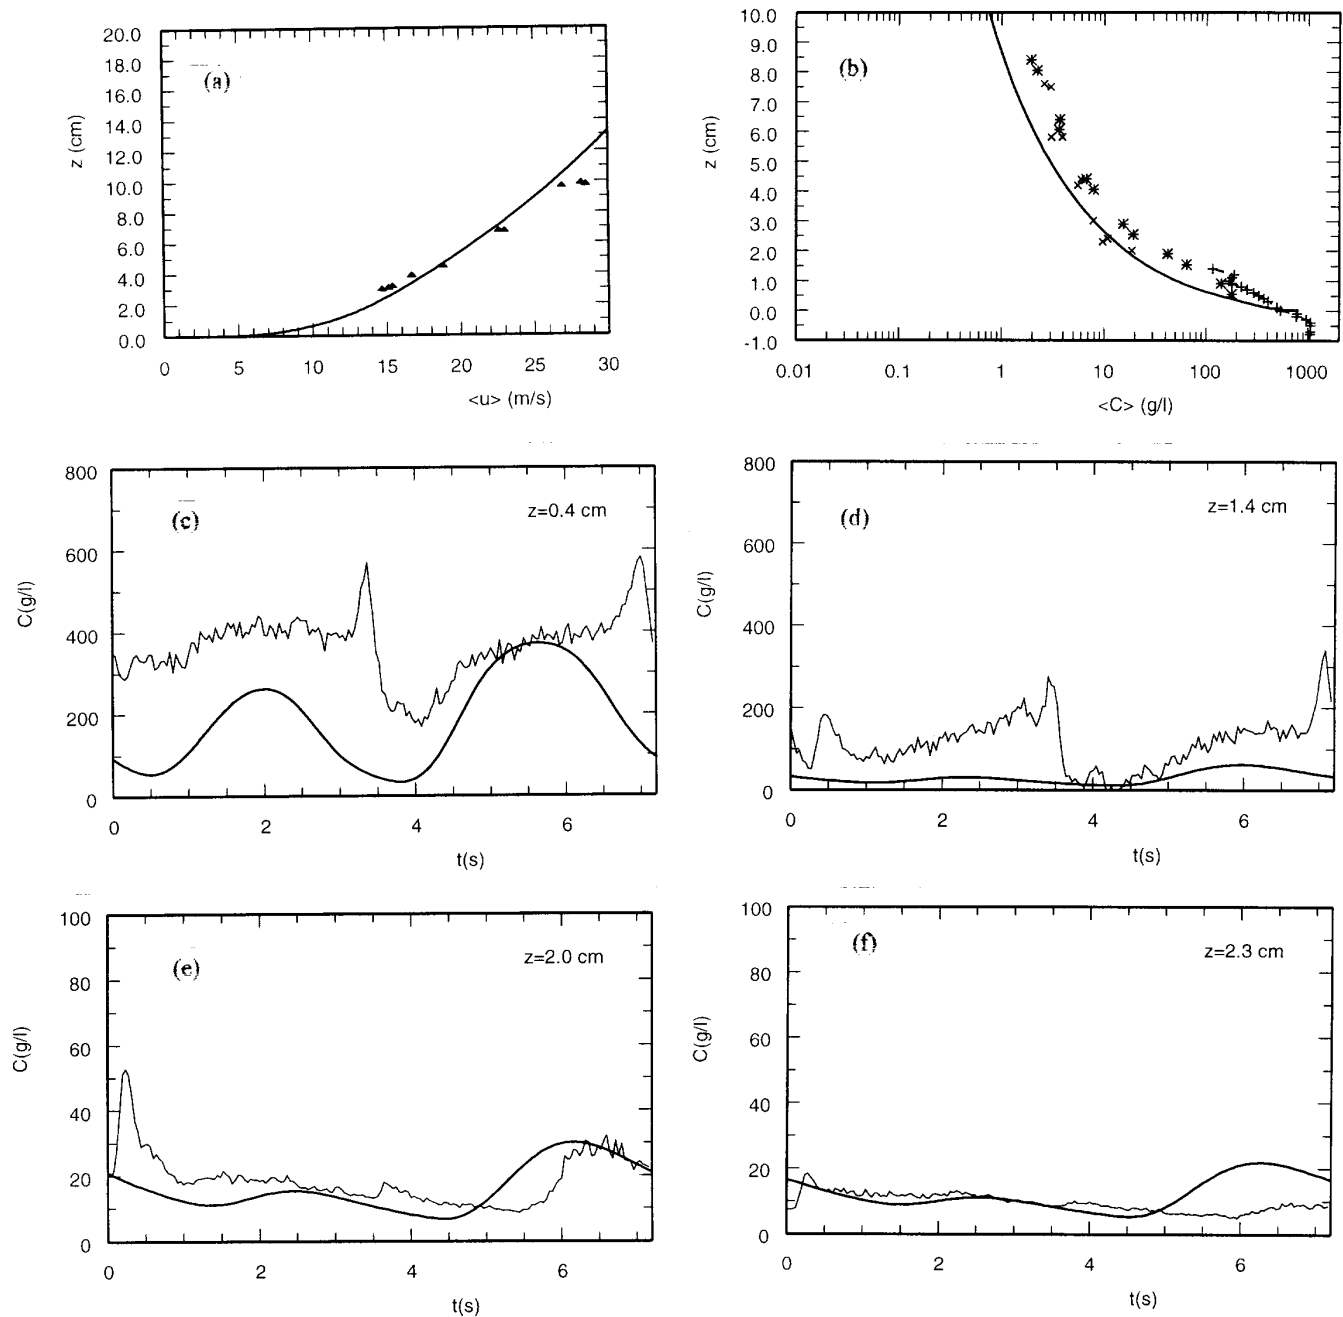 (a)
z (cm)
20.0
18.0
16.0
14.0
12.0
10.0
8.0
6.0
4.0
2.0
0.0
0 5 10 15 20 25 30
<u> (m/s)
(b)
z (cm)
10.0
9.0
8.0
7.0
6.0
5.0
4.0
3.0
2.0
1.0
0.0
-1.0
0.01 0.1 1 10 100 1000
<C> (g/l)
(c)
z=0.4 cm
C(g/l)
800
600
400
200
0
0 2 4 6
t(s)
(d)
z=1.4 cm
C(g/l)
800
600
400
200
0
0 2 4 6
t(s)
(e)
z=2.0 cm
C(g/l)
100
80
60
40
20
0
0 2 4 6
t(s)
(f)
z=2.3 cm
C(g/l)
100
80
60
40
20
0
0 2 4 6
t(s)